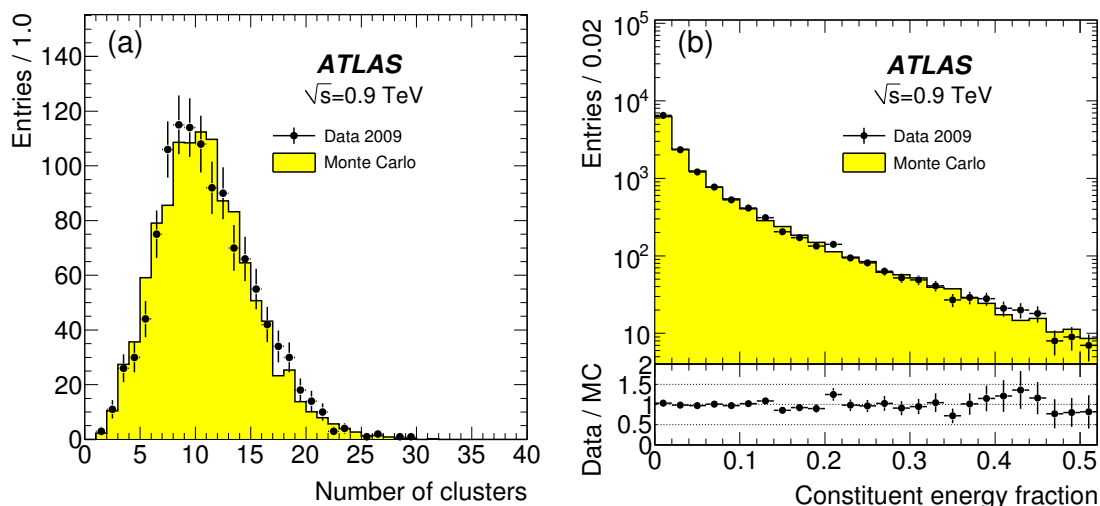 (a)
ATLAS
√s=0.9 TeV
Data 2009
Monte Carlo
Entries / 1.0
140
120
100
80
60
40
20
0
0 5 10 15 20 25 30 35 40
Number of clusters
(b)
ATLAS
√s=0.9 TeV
Data 2009
Monte Carlo
Entries / 0.02
10^5
10^4
10^3
10^2
10
Data / MC
2
1.5
1
0.5
0
0 0.1 0.2 0.3 0.4 0.5
Constituent energy fraction